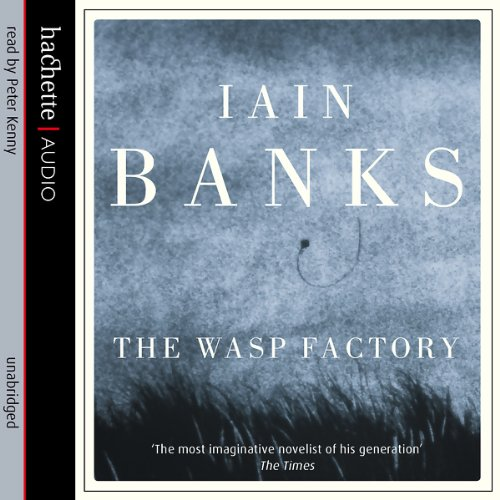 read by Peter Kenny
unabridged
hachette | AUDIO
IAIN
BANKS
THE WASP FACTORY
‘The most imaginative novelist of his generation’
The Times